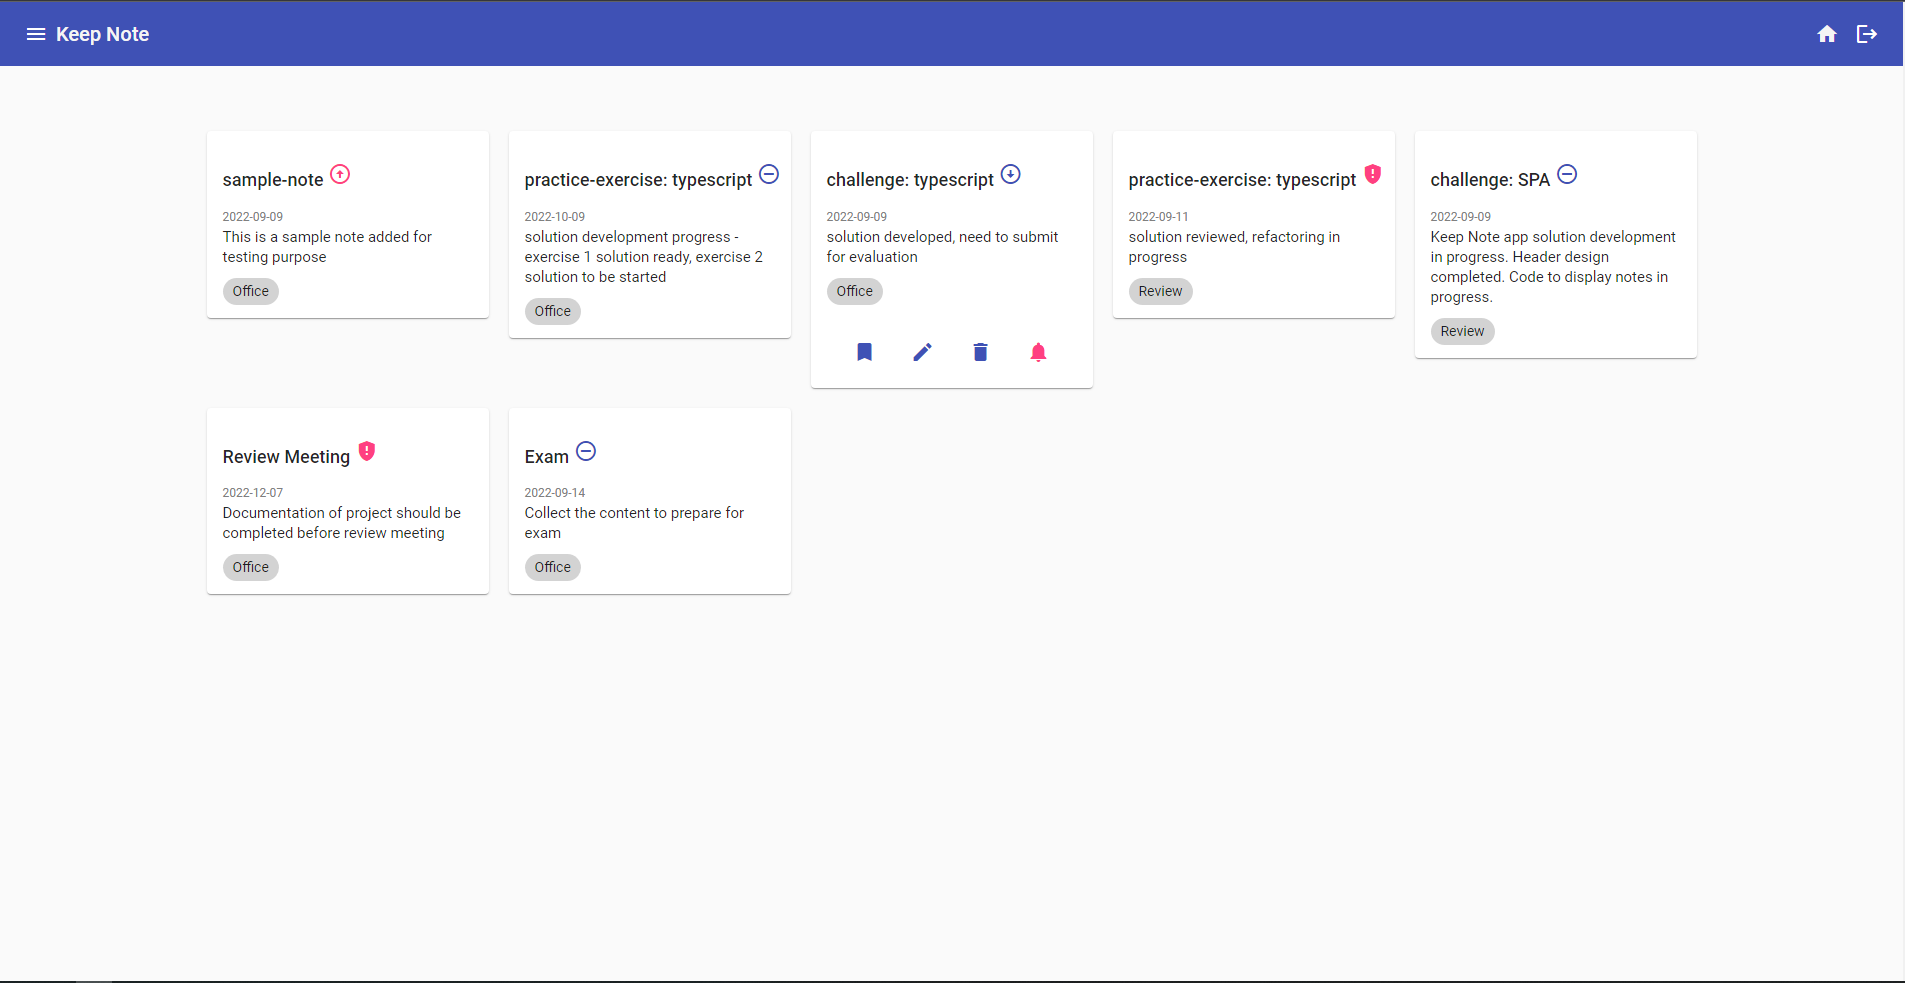 Keep Note
sample-note
2022-09-09
This is a sample note added for
testing purpose
Office
practice-exercise: typescript
2022-10-09
solution development progress -
exercise 1 solution ready, exercise 2
solution to be started
Office
challenge: typescript
2022-09-09
solution developed, need to submit
for evaluation
Office
practice-exercise: typescript
2022-09-11
solution reviewed, refactoring in
progress
Review
challenge: SPA
2022-09-09
Keep Note app solution development
in progress. Header design
completed. Code to display notes in
progress.
Review
Review Meeting
2022-12-07
Documentation of project should be
completed before review meeting
Office
Exam
2022-09-14
Collect the content to prepare for
exam
Office